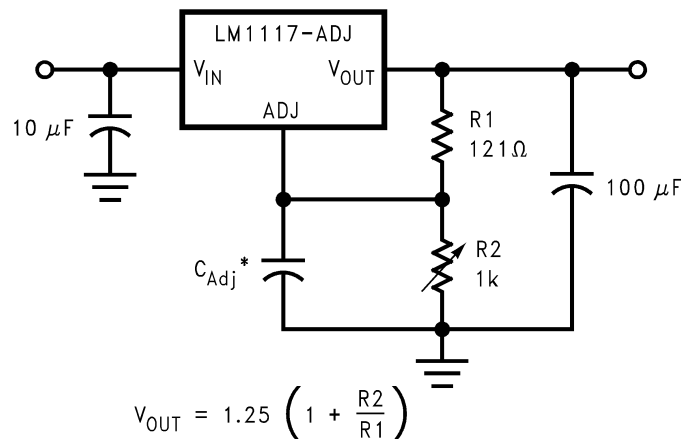 LM1117-ADJ
V_IN
V_OUT
ADJ
10 μF
R1
121Ω
100 μF
C_Adj*
R2
1k
V_OUT = 1.25 (1 + R2/R1)